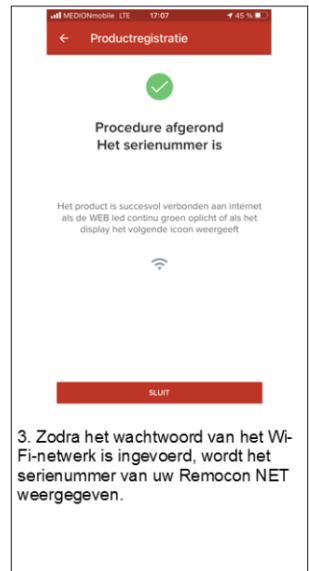 MEDIONmobile LTE 17:07 45 %
Productregistratie
Procedure afgerond
Het serienummer is
Het product is succesvol verbonden aan internet
als de WEB led continu groen oplicht of als het
display het volgende icoon weergeeft
SLUIT
3. Zodra het wachtwoord van het Wi-
Fi-netwerk is ingevoerd, wordt het
serienummer van uw Remocon NET
weergegeven.